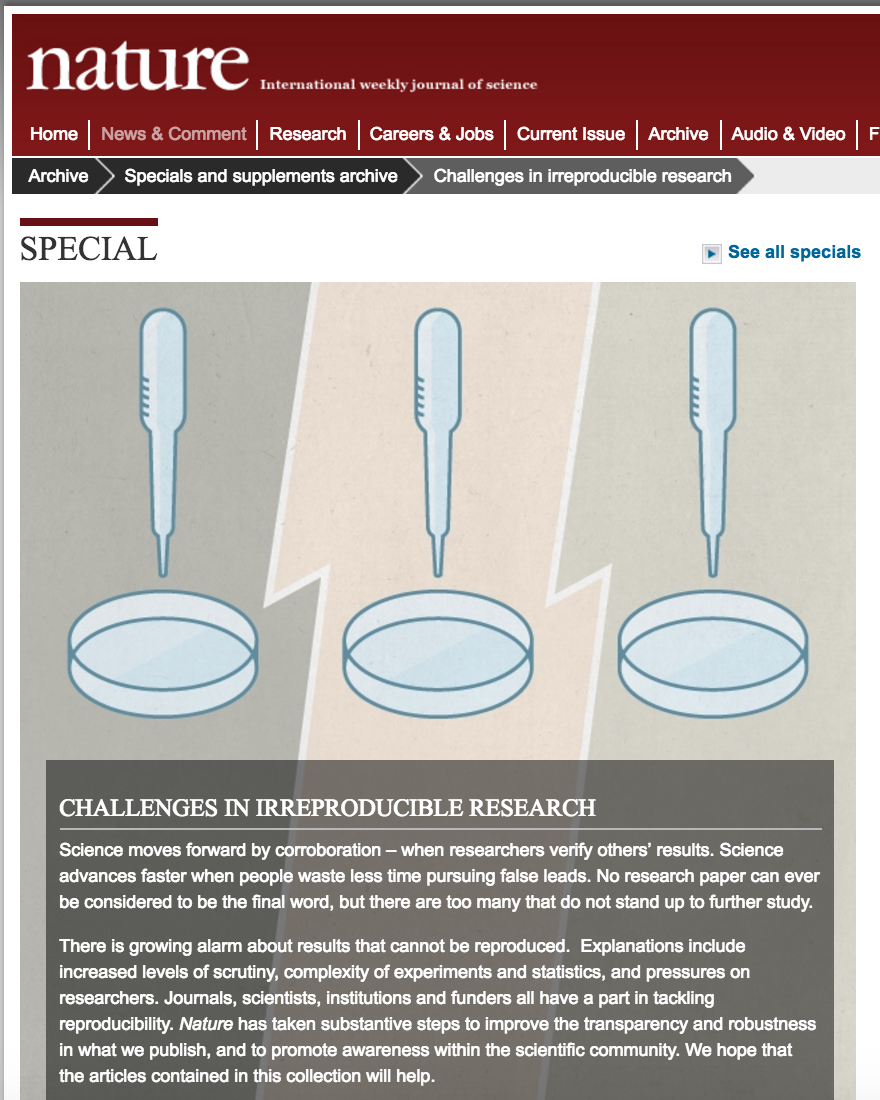 nature International weekly journal of science
Home News & Comment Research Careers & Jobs Current Issue Archive Audio & Video F
Archive Specials and supplements archive Challenges in irreproducible research
SPECIAL
See all specials
CHALLENGES IN IRREPRODUCIBLE RESEARCH
Science moves forward by corroboration – when researchers verify others’ results. Science
advances faster when people waste less time pursuing false leads. No research paper can ever
be considered to be the final word, but there are too many that do not stand up to further study.
There is growing alarm about results that cannot be reproduced. Explanations include
increased levels of scrutiny, complexity of experiments and statistics, and pressures on
researchers. Journals, scientists, institutions and funders all have a part in tackling
reproducibility. Nature has taken substantive steps to improve the transparency and robustness
in what we publish, and to promote awareness within the scientific community. We hope that
the articles contained in this collection will help.